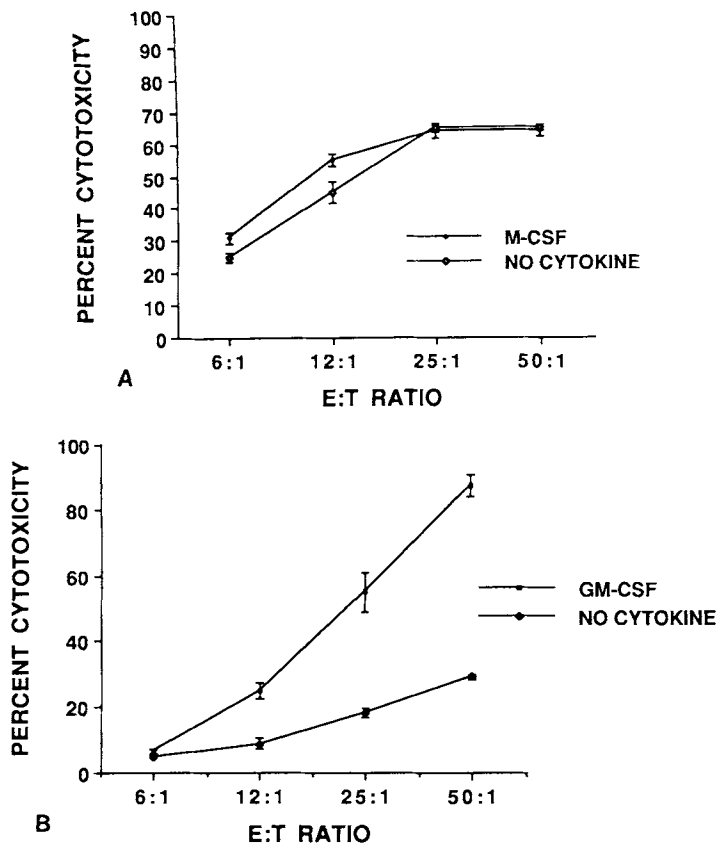 100
90
80
70
60
50
40
30
20
10
0
PERCENT CYTOTOXICITY
M-CSF
NO CYTOKINE
6:1 12:1 25:1 50:1
E:T RATIO
A
100
80
60
40
20
0
PERCENT CYTOTOXICITY
GM-CSF
NO CYTOKINE
6:1 12:1 25:1 50:1
E:T RATIO
B